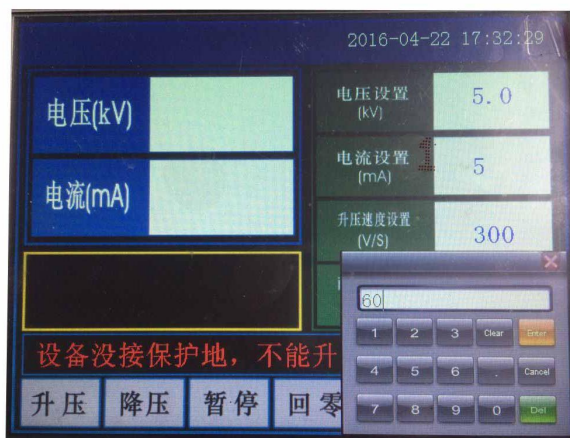 2016-04-22 17:32:29
电压(kV)
电压设置
(kV)
5.0
电流(mA)
电流设置
(mA)
1
5
升压速度设置
(V/S)
300
60
1 2 3 Clear Enter
4 5 6 . Cancel
7 8 9 0 Del
设备没接保护地，不能升
升压 降压 暂停 回零